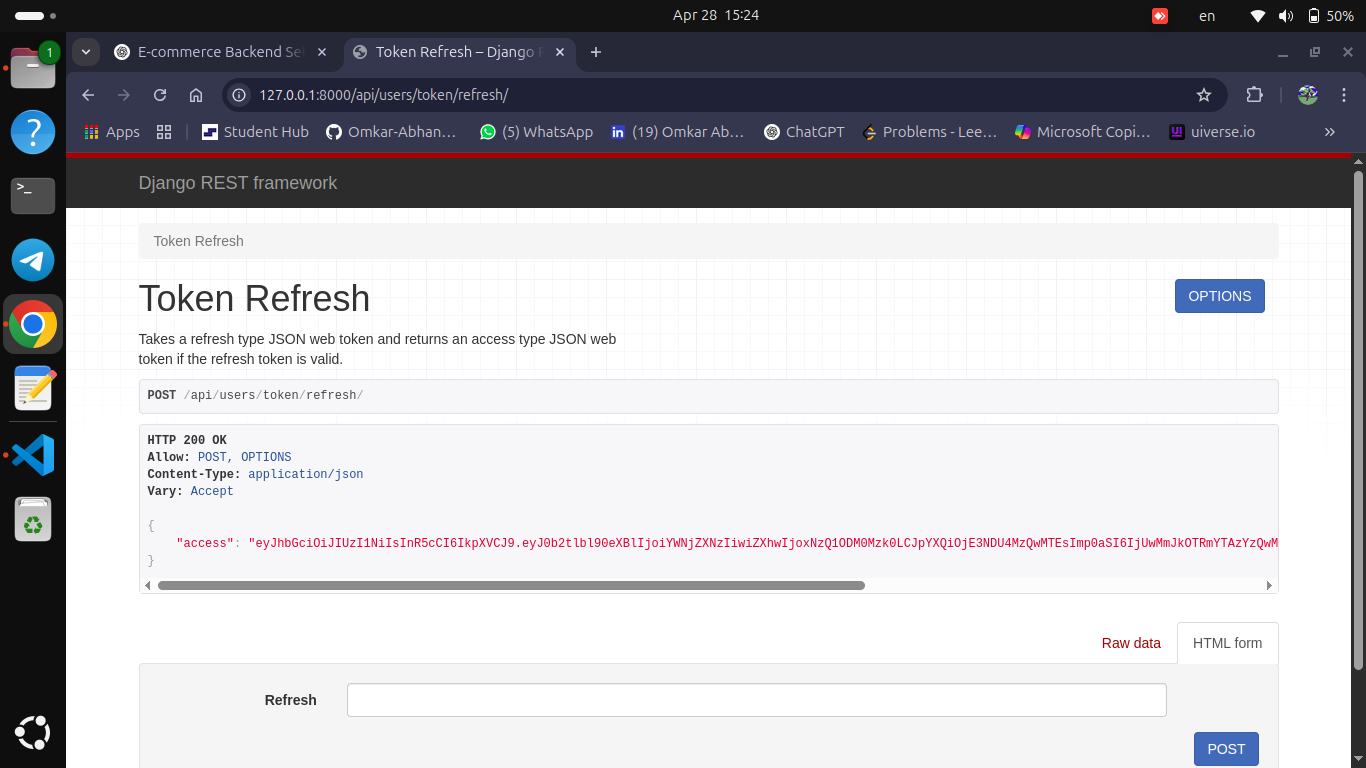 Apr 28 15:24
en
50%
1
E-commerce Backend Se
Token Refresh – Django
127.0.0.1:8000/api/users/token/refresh/
Apps
Student Hub
Omkar-Abhan…
(5) WhatsApp
(19) Omkar Ab…
ChatGPT
Problems - Lee…
Microsoft Copi…
uiverse.io
»
Django REST framework
Token Refresh
Token Refresh
OPTIONS
Takes a refresh type JSON web token and returns an access type JSON web
token if the refresh token is valid.
POST /api/users/token/refresh/
HTTP 200 OK
Allow: POST, OPTIONS
Content-Type: application/json
Vary: Accept
{
"access": "eyJhbGciOiJIUzI1NiIsInR5cCI6IkpXVCJ9.eyJ0b2tlbl90eXBlIjoiYWNjZXNzIiwiZXhwIjoxNzQ1ODM0Mzk0LCJpYXQiOjE3NDU4MzQwMTEsImp0aSI6IjUwMmJkOTRmYTAzYzQwM
}
Raw data
HTML form
Refresh
POST